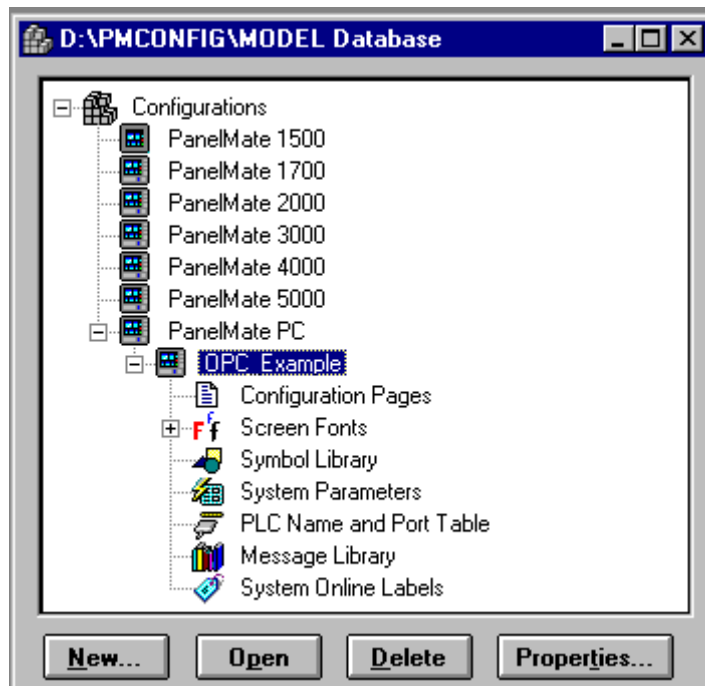 D:\PMCONFIG\MODEL Database
Configurations
PanelMate 1500
PanelMate 1700
PanelMate 2000
PanelMate 3000
PanelMate 4000
PanelMate 5000
PanelMate PC
OPC_Example
Configuration Pages
Screen Fonts
Symbol Library
System Parameters
PLC Name and Port Table
Message Library
System Online Labels
New... Open Delete Properties...